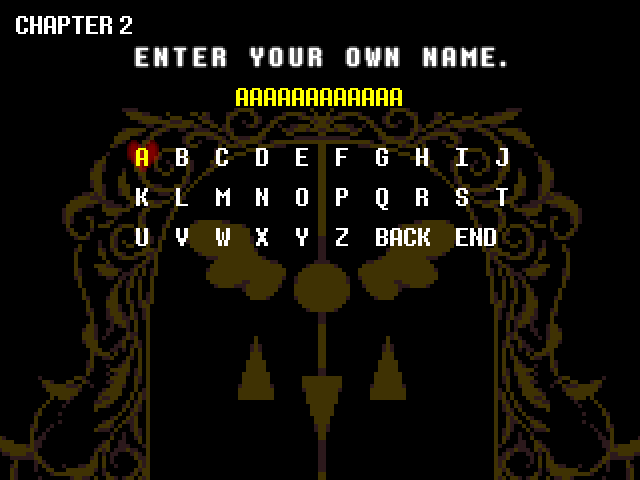 CHAPTER 2
ENTER YOUR OWN NAME.
AAAAAAAAAAAA
A B C D E F G H I J
K L M N O P Q R S T
U V W X Y Z BACK END